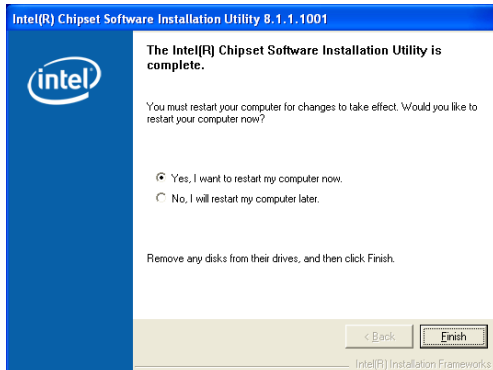 Intel(R) Chipset Software Installation Utility 8.1.1.1001
intel
The Intel(R) Chipset Software Installation Utility is
complete.
You must restart your computer for changes to take effect. Would you like to
restart your computer now?
Yes, I want to restart my computer now.
No, I will restart my computer later.
Remove any disks from their drives, and then click Finish.
< Back
Finish
Intel(R) Installation Frameworks